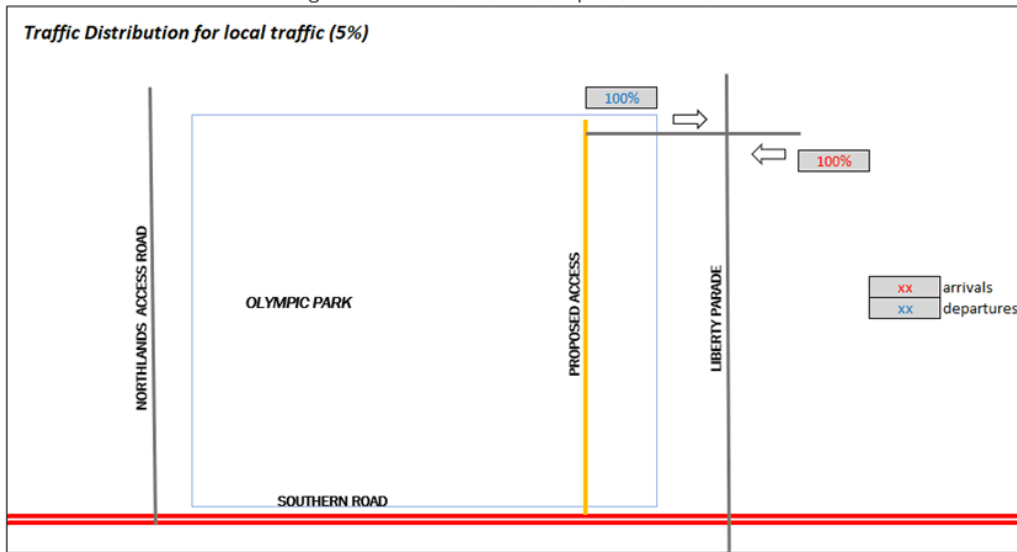 Traffic Distribution for local traffic (5%)
100%
100%
NORTHLANDS ACCESS ROAD
OLYMPIC PARK
PROPOSED ACCESS
LIBERTY PARADE
xx arrivals
xx departures
SOUTHERN ROAD